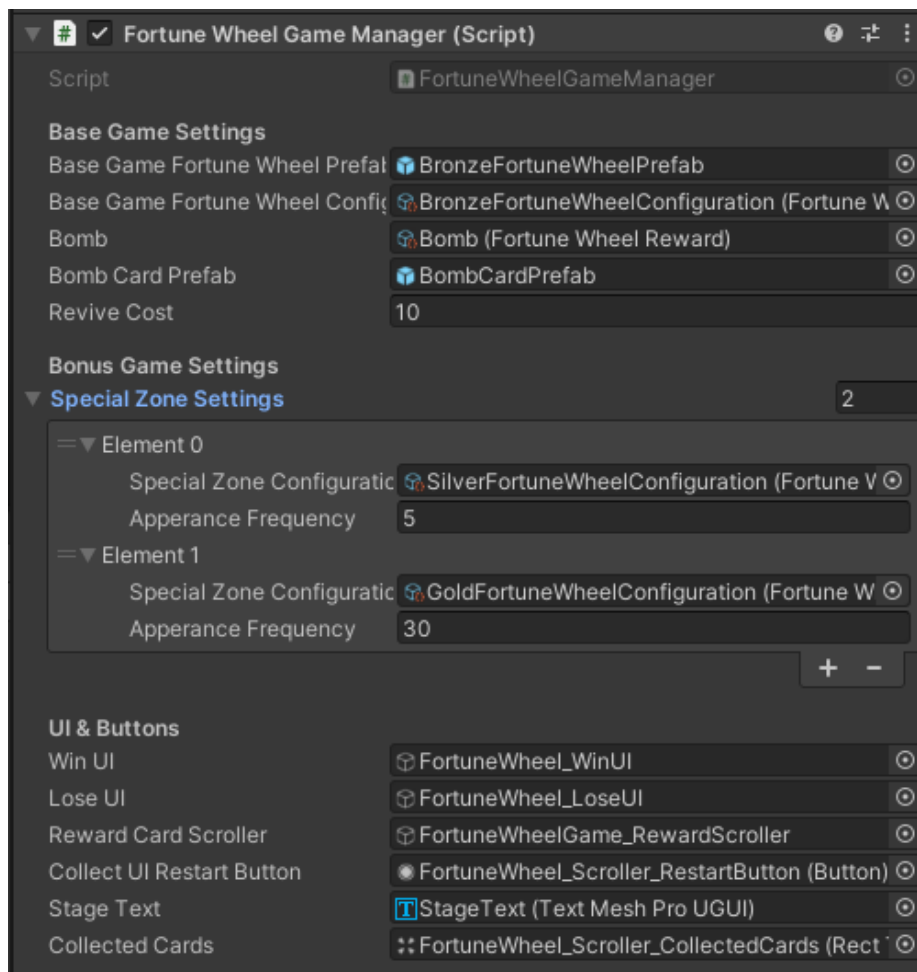 Fortune Wheel Game Manager (Script)
Script FortuneWheelGameManager
Base Game Settings
Base Game Fortune Wheel Prefal BronzeFortuneWheelPrefab
Base Game Fortune Wheel Config BronzeFortuneWheelConfiguration (Fortune W
Bomb Bomb (Fortune Wheel Reward)
Bomb Card Prefab BombCardPrefab
Revive Cost 10
Bonus Game Settings
Special Zone Settings 2
Element 0
Special Zone Configuratic SilverFortuneWheelConfiguration (Fortune V
Apperance Frequency 5
Element 1
Special Zone Configuratic GoldFortuneWheelConfiguration (Fortune W
Apperance Frequency 30
UI & Buttons
Win UI FortuneWheel_WinUI
Lose UI FortuneWheel_LoseUI
Reward Card Scroller FortuneWheelGame_RewardScroller
Collect UI Restart Button FortuneWheel_Scroller_RestartButton (Button)
Stage Text StageText (Text Mesh Pro UGUI)
Collected Cards FortuneWheel_Scroller_CollectedCards (Rect